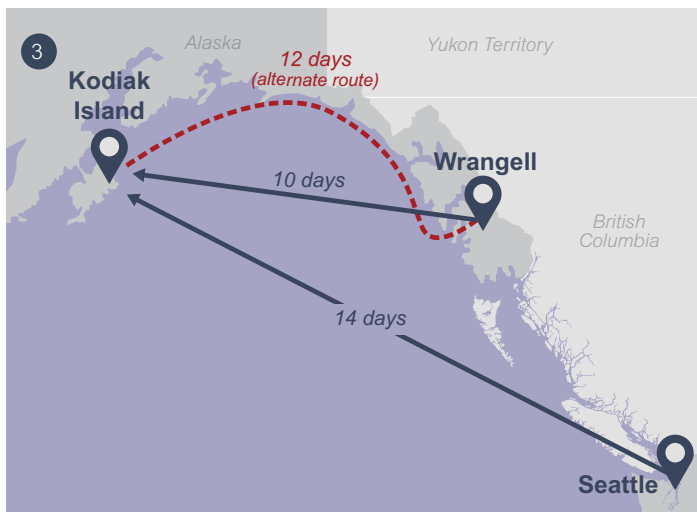 3
Alaska
Yukon Territory
12 days
(alternate route)
Kodiak
Island
Wrangell
10 days
British
Columbia
14 days
Seattle